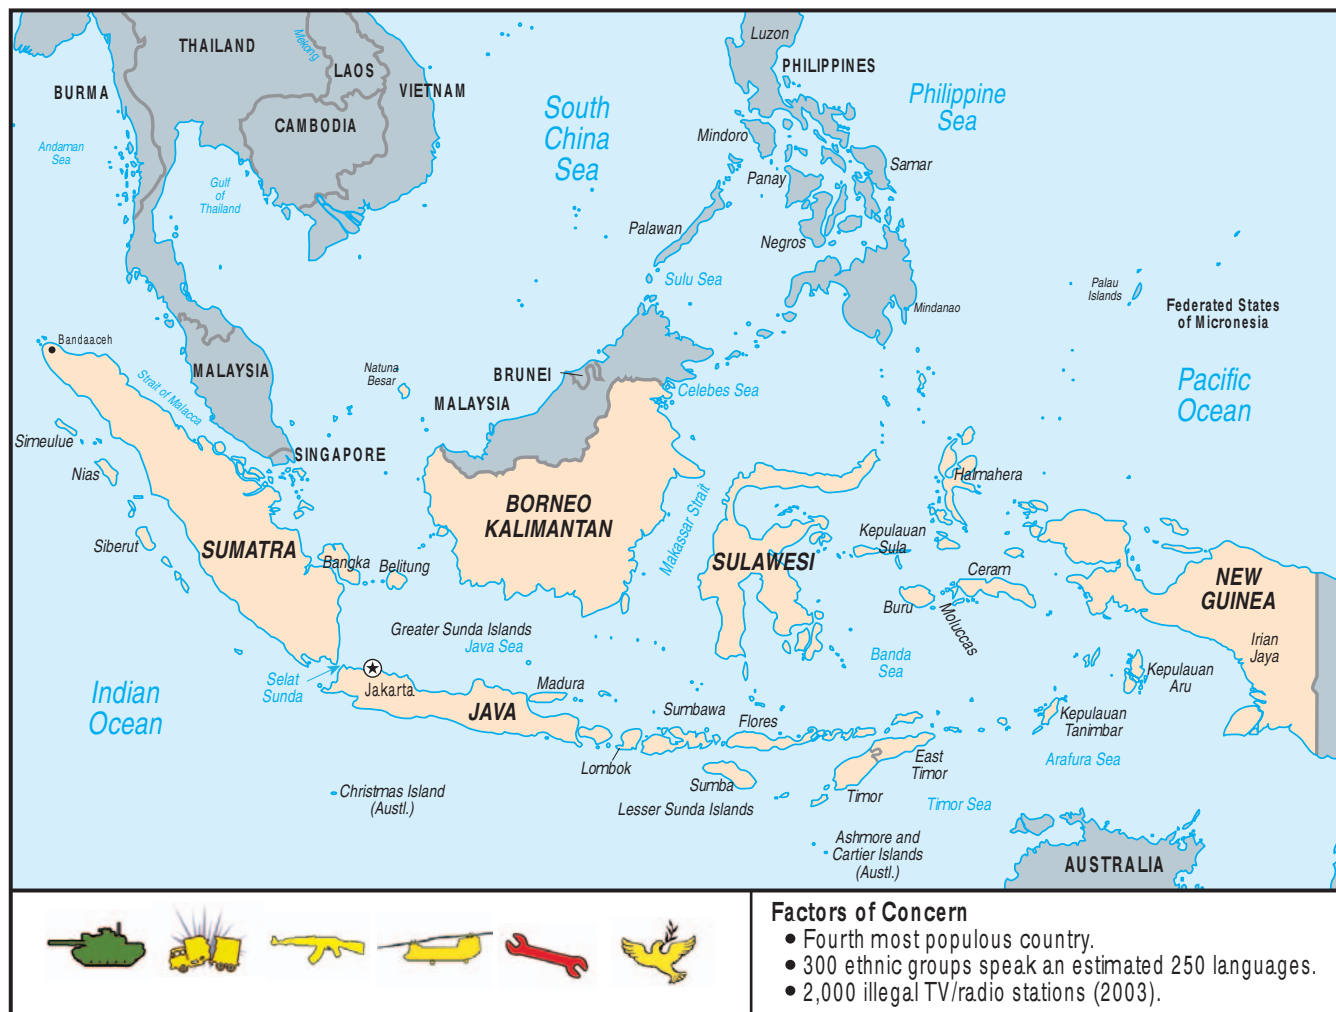 Luzon
THAILAND
Mekong
LAOS
PHILIPPINES
BURMA
VIETNAM
South
China
Sea
Philippine
Sea
CAMBODIA
Mindoro
Andaman
Sea
Samar
Panay
Gulf
of
Thailand
Palawan
Negros
Sulu Sea
Palau
Islands
Mindanao
Federated States
of Micronesia
Bandaaceh
MALAYSIA
Strait of Malacca
Natuna
Besar
BRUNEI
MALAYSIA
Celebes Sea
Pacific
Ocean
Simeulue
SINGAPORE
Nias
Halmahera
BORNEO
KALIMANTAN
Makassar Strait
Siberut
SUMATRA
Bangka
Belitung
SULAWESI
Kepulauan
Sula
Ceram
NEW
GUINEA
Buru
Moluccas
Greater Sunda Islands
Java Sea
Irian
Jaya
Banda
Sea
Kepulauan
Aru
Selat
Sunda
Jakarta
Madura
Indian
Ocean
JAVA
Sumbawa
Flores
Kepulauan
Tanimbar
Lombok
East
Timor
Arafura Sea
Sumba
Timor
Christmas Island
(Austl.)
Lesser Sunda Islands
Timor Sea
Ashmore and
Cartier Islands
(Austl.)
AUSTRALIA
Factors of Concern
• Fourth most populous country.
• 300 ethnic groups speak an estimated 250 languages.
• 2,000 illegal TV/radio stations (2003).